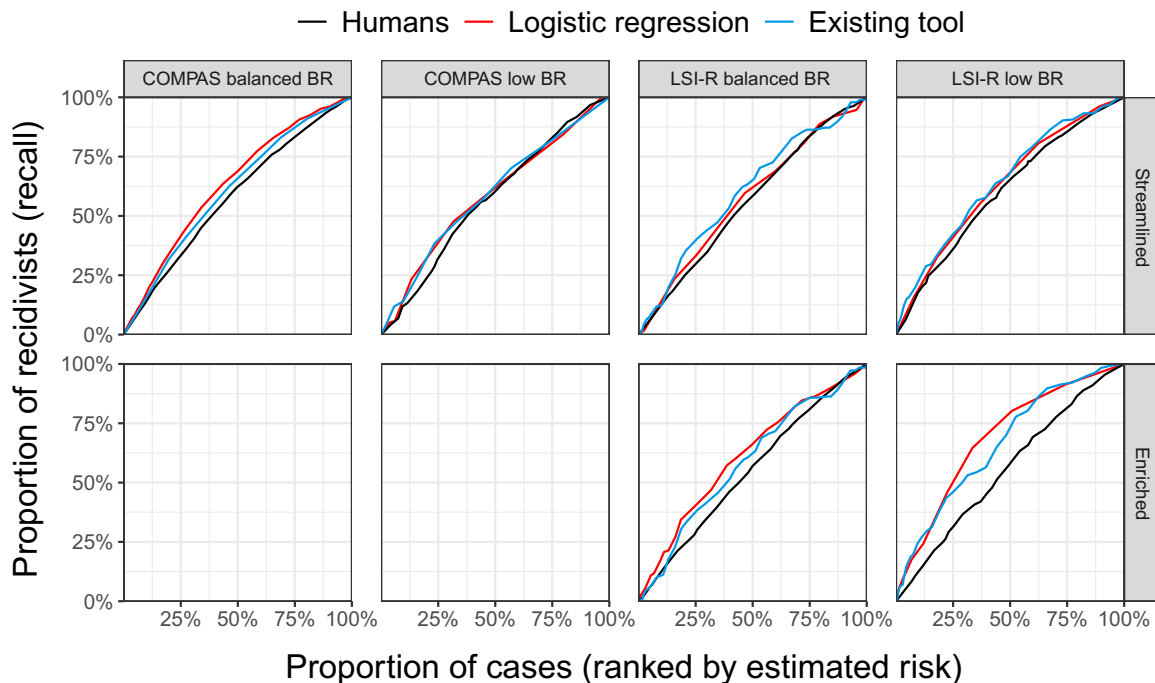 Humans Logistic regression Existing tool
COMPAS balanced BR COMPAS low BR LSI-R balanced BR LSI-R low BR
Proportion of recidivists (recall)
100%
75%
50%
25%
0%
Streamlined
100%
75%
50%
25%
0%
Enriched
25% 50% 75% 100% 25% 50% 75% 100% 25% 50% 75% 100% 25% 50% 75% 100%
Proportion of cases (ranked by estimated risk)